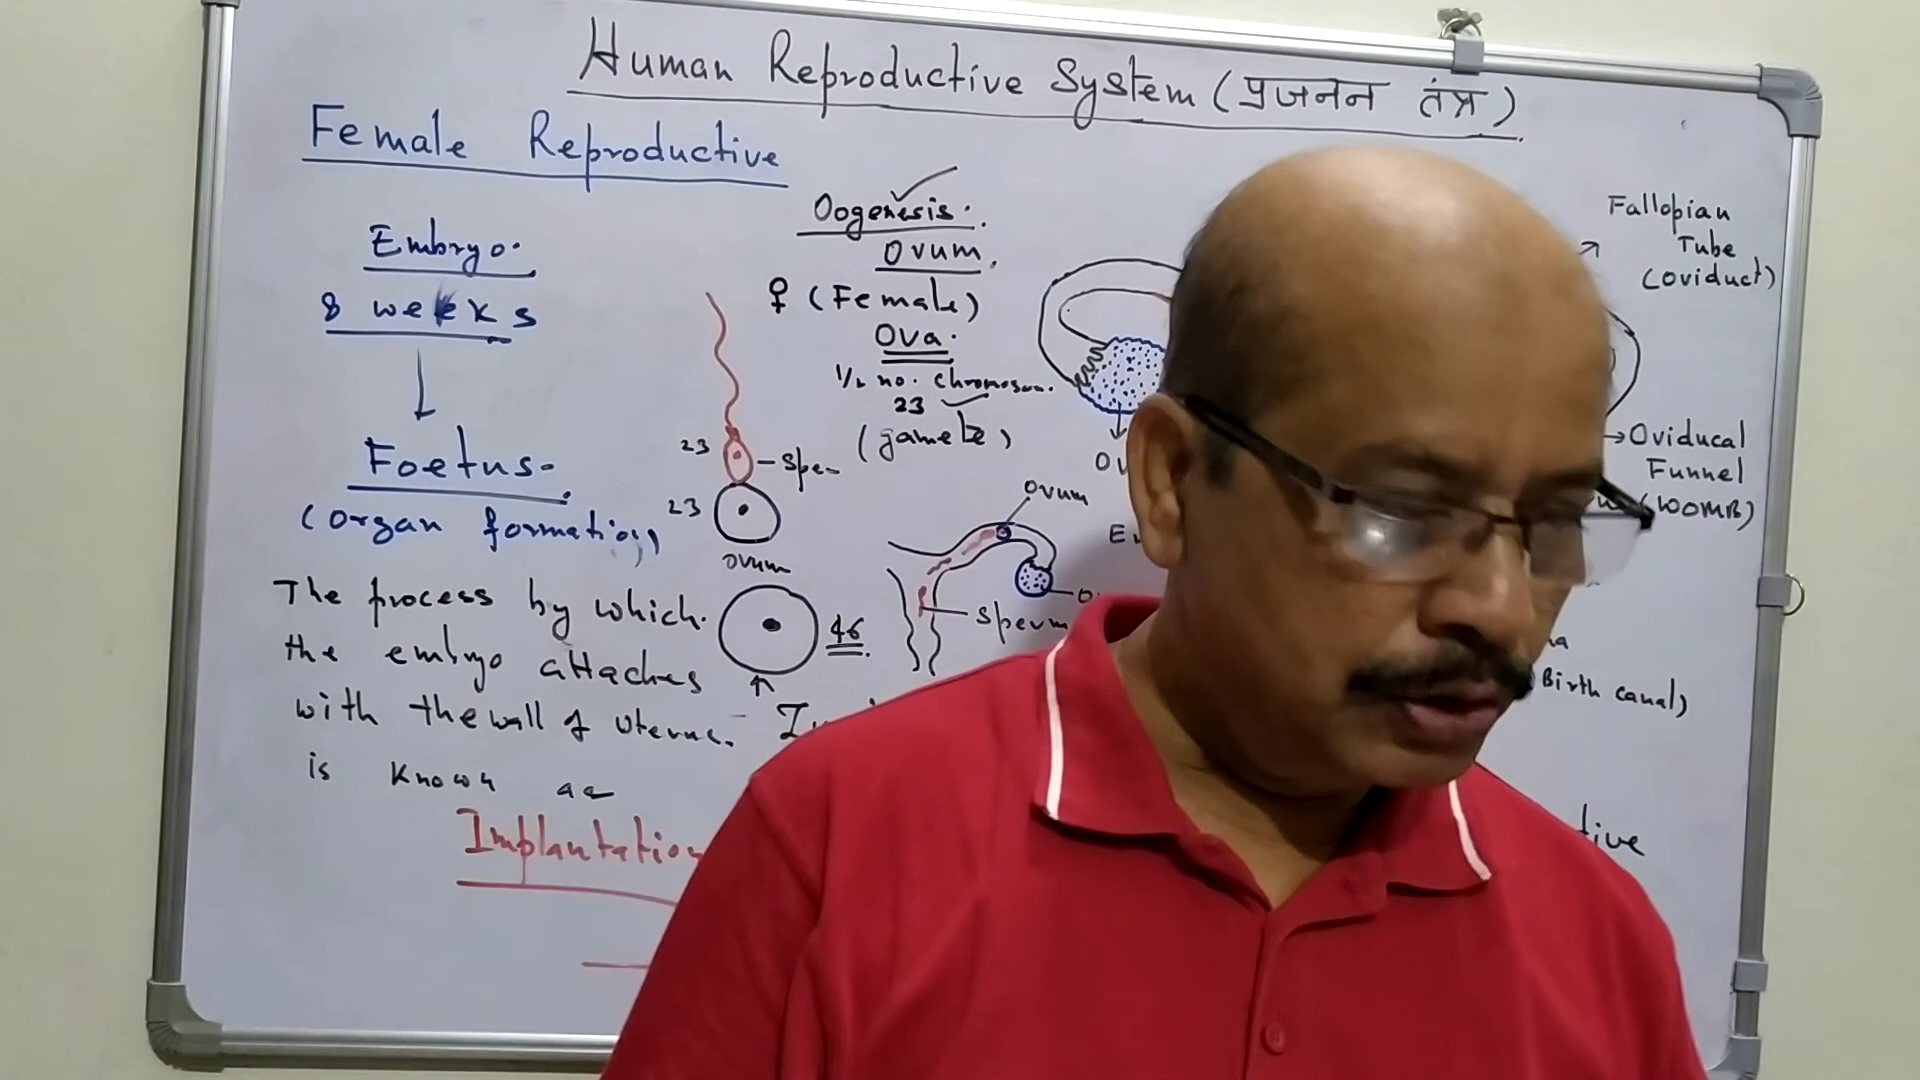 Human Reproductive System (प्रजनन तंत्र)
Female Reproductive
Embryo.
8 weeks
Foetus.
(organ formation)
The process by which
the embryo attaches
with the wall of uterus.
is known as
Implantation
Oogenesis.
Ovum.
♀ (Female)
Ova.
1/2 no. chromosom.
23
(gamete)
23
Sper
23
ovum
46
Ovum
Sperm
Fallopian
Tube
(oviduct)
Oviducal
Funnel
(WOMB)
Birth canal)